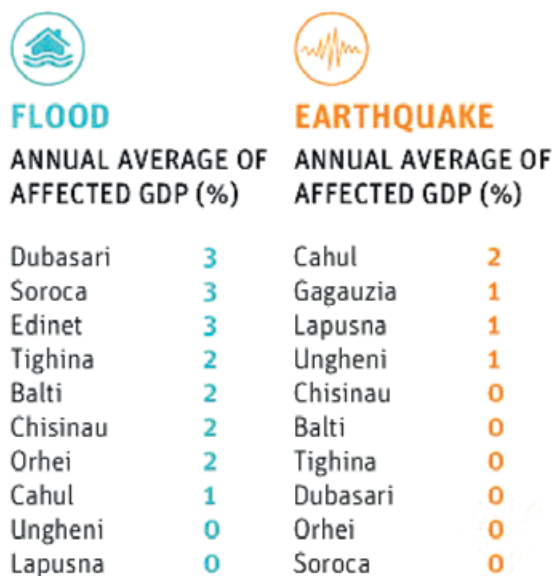 FLOOD
ANNUAL AVERAGE OF
AFFECTED GDP (%)
Dubasari 3
Soroca 3
Edinet 3
Tighina 2
Balti 2
Chisinau 2
Orhei 2
Cahul 1
Ungheni 0
Lapusna 0
EARTHQUAKE
ANNUAL AVERAGE OF
AFFECTED GDP (%)
Cahul 2
Gagauzia 1
Lapusna 1
Ungheni 1
Chisinau 0
Balti 0
Tighina 0
Dubasari 0
Orhei 0
Soroca 0